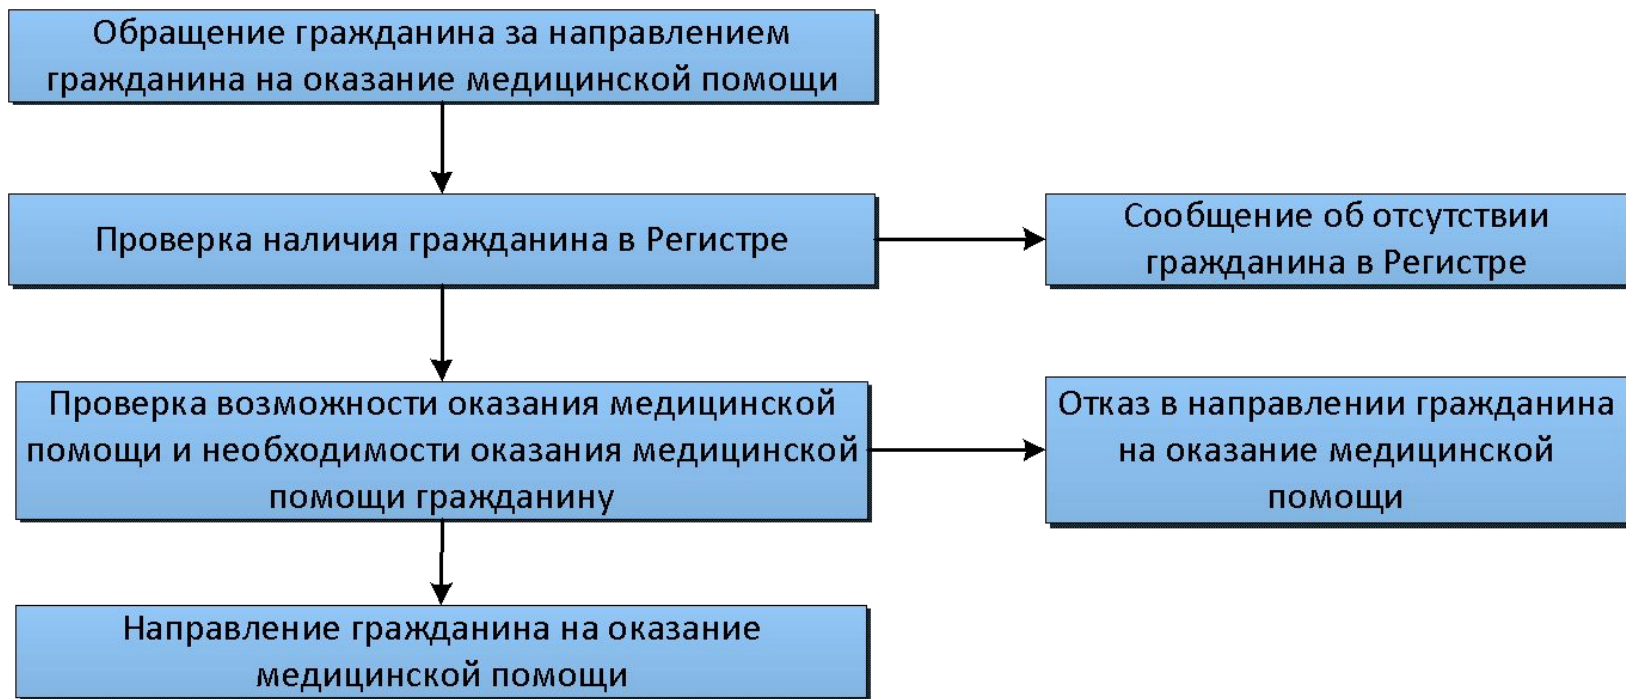 Обращение гражданина за направлением
гражданина на оказание медицинской помощи
Проверка наличия гражданина в Регистре
Сообщение об отсутствии
гражданина в Регистре
Проверка возможности оказания медицинской
помощи и необходимости оказания медицинской
помощи гражданину
Отказ в направлении гражданина
на оказание медицинской
помощи
Направление гражданина на оказание
медицинской помощи